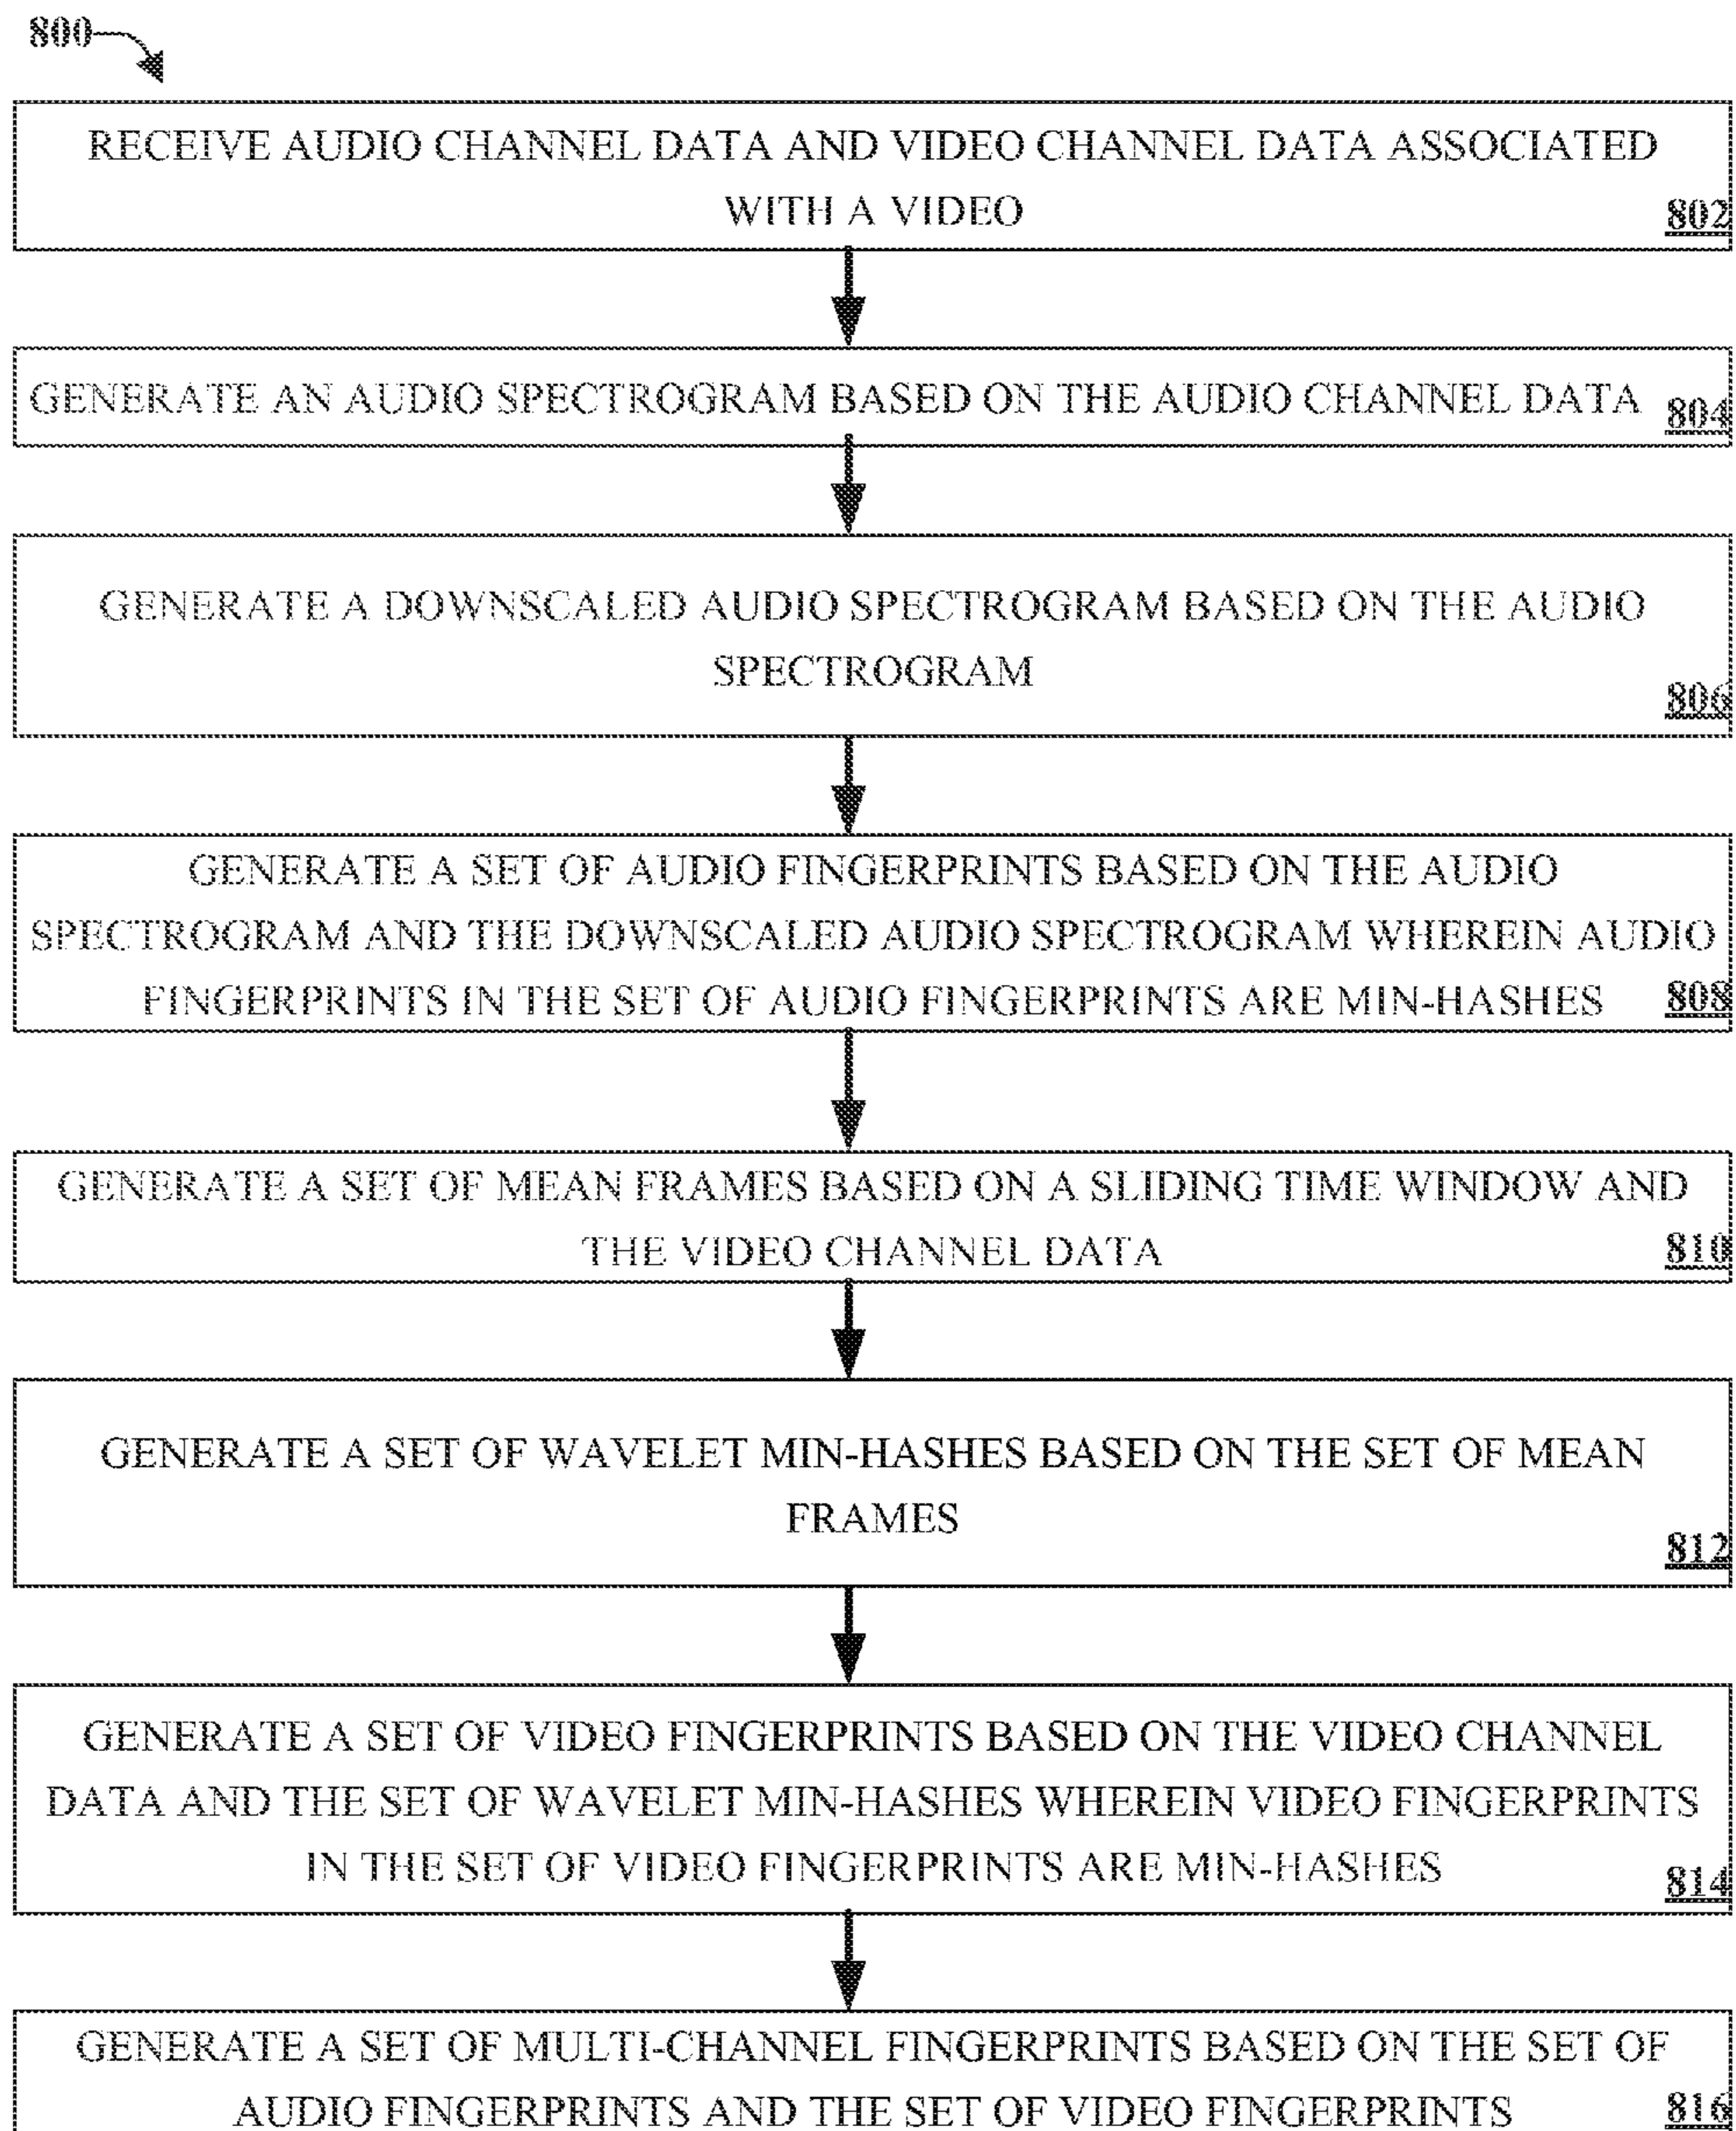 800
RECEIVE AUDIO CHANNEL DATA AND VIDEO CHANNEL DATA ASSOCIATED
WITH A VIDEO
802
GENERATE AN AUDIO SPECTROGRAM BASED ON THE AUDIO CHANNEL DATA
804
GENERATE A DOWNSCALED AUDIO SPECTROGRAM BASED ON THE AUDIO
SPECTROGRAM
806
GENERATE A SET OF AUDIO FINGERPRINTS BASED ON THE AUDIO
SPECTROGRAM AND THE DOWNSCALED AUDIO SPECTROGRAM WHEREIN AUDIO
FINGERPRINTS IN THE SET OF AUDIO FINGERPRINTS ARE MIN-HASHES
808
GENERATE A SET OF MEAN FRAMES BASED ON A SLIDING TIME WINDOW AND
THE VIDEO CHANNEL DATA
810
GENERATE A SET OF WAVELET MIN-HASHES BASED ON THE SET OF MEAN
FRAMES
812
GENERATE A SET OF VIDEO FINGERPRINTS BASED ON THE VIDEO CHANNEL
DATA AND THE SET OF WAVELET MIN-HASHES WHEREIN VIDEO FINGERPRINTS
IN THE SET OF VIDEO FINGERPRINTS ARE MIN-HASHES
814
GENERATE A SET OF MULTI-CHANNEL FINGERPRINTS BASED ON THE SET OF
AUDIO FINGERPRINTS AND THE SET OF VIDEO FINGERPRINTS
816